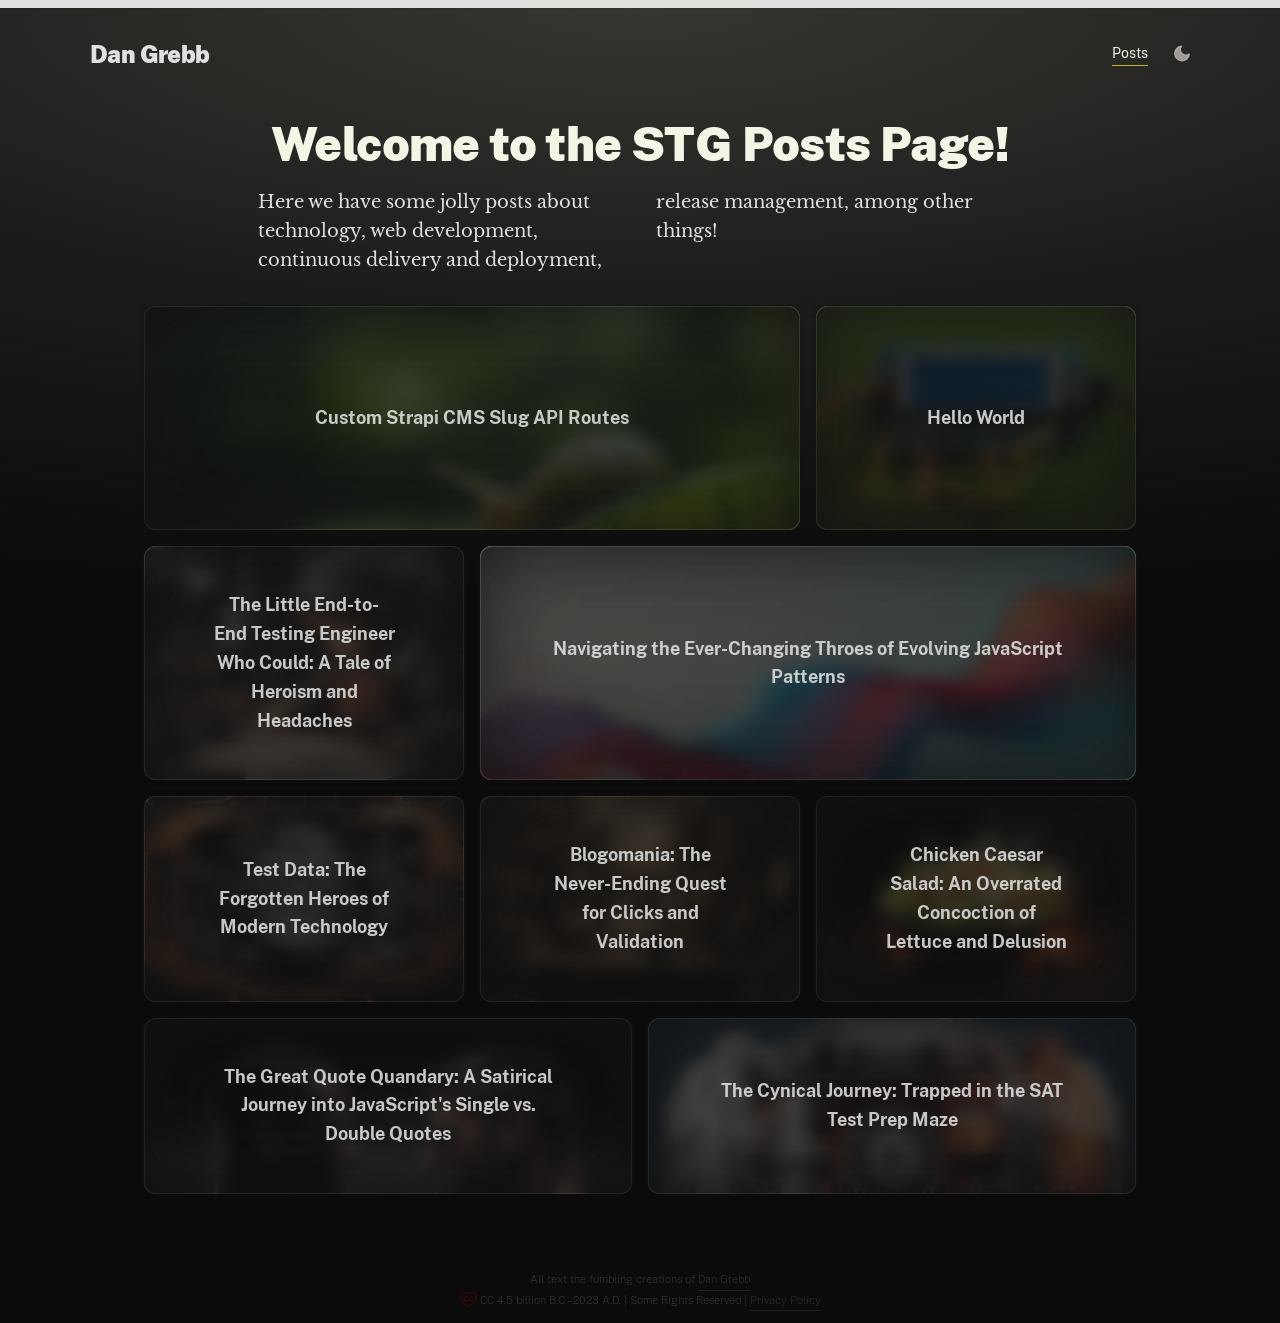 Dan Grebb
Posts
Welcome to the STG Posts Page!
Here we have some jolly posts about
technology, web development,
continuous delivery and deployment,
release management, among other
things!
Custom Strapi CMS Slug API Routes
Hello World
The Little End-to-
End Testing Engineer
Who Could: A Tale of
Heroism and
Headaches
Navigating the Ever-Changing Throes of Evolving JavaScript
Patterns
Test Data: The
Forgotten Heroes of
Modern Technology
Blogomania: The
Never-Ending Quest
for Clicks and
Validation
Chicken Caesar
Salad: An Overrated
Concoction of
Lettuce and Delusion
The Great Quote Quandary: A Satirical
Journey into JavaScript's Single vs.
Double Quotes
The Cynical Journey: Trapped in the SAT
Test Prep Maze
All text the fumbling creations of Dan Grebb
CC 4.5 billion B.C.–2023 A.D. | Some Rights Reserved | Privacy Policy